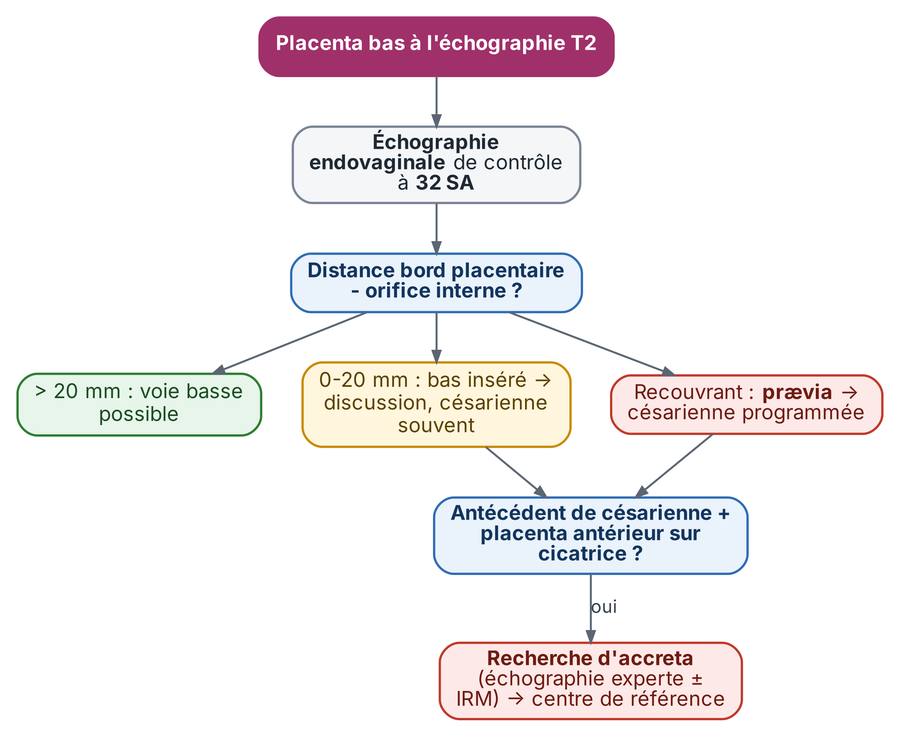 Placenta bas à l'échographie T2
Échographie
endovaginale de contrôle
à 32 SA
Distance bord placentaire
- orifice interne ?
> 20 mm : voie basse
possible
0-20 mm : bas inséré →
discussion, césarienne
souvent
Recouvrant : prævia →
césarienne programmée
Antécédent de césarienne +
placenta antérieur sur
cicatrice ?
oui
Recherche d'accreta
(échographie experte ±
IRM) → centre de référence